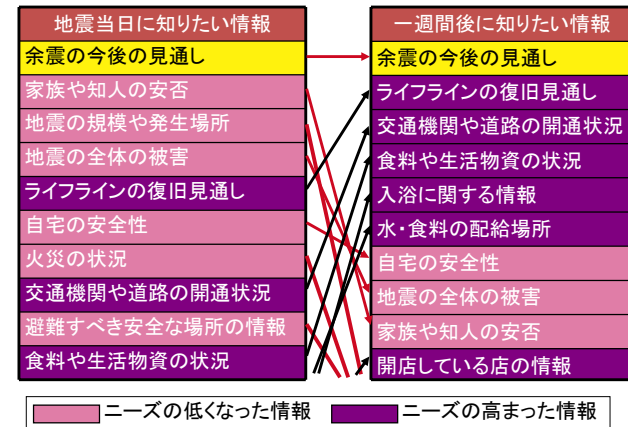 地震当日に知りたい情報
余震の今後の見通し
家族や知人の安否
地震の規模や発生場所
地震の全体の被害
ライフラインの復旧見通し
自宅の安全性
火災の状況
交通機関や道路の開通状況
避難すべき安全な場所の情報
食料や生活物資の状況
一週間後に知りたい情報
余震の今後の見通し
ライフラインの復旧見通し
交通機関や道路の開通状況
食料や生活物資の状況
入浴に関する情報
水・食料の配給場所
自宅の安全性
地震の全体の被害
家族や知人の安否
開店している店の情報
ニーズの低くなった情報
ニーズの高まった情報